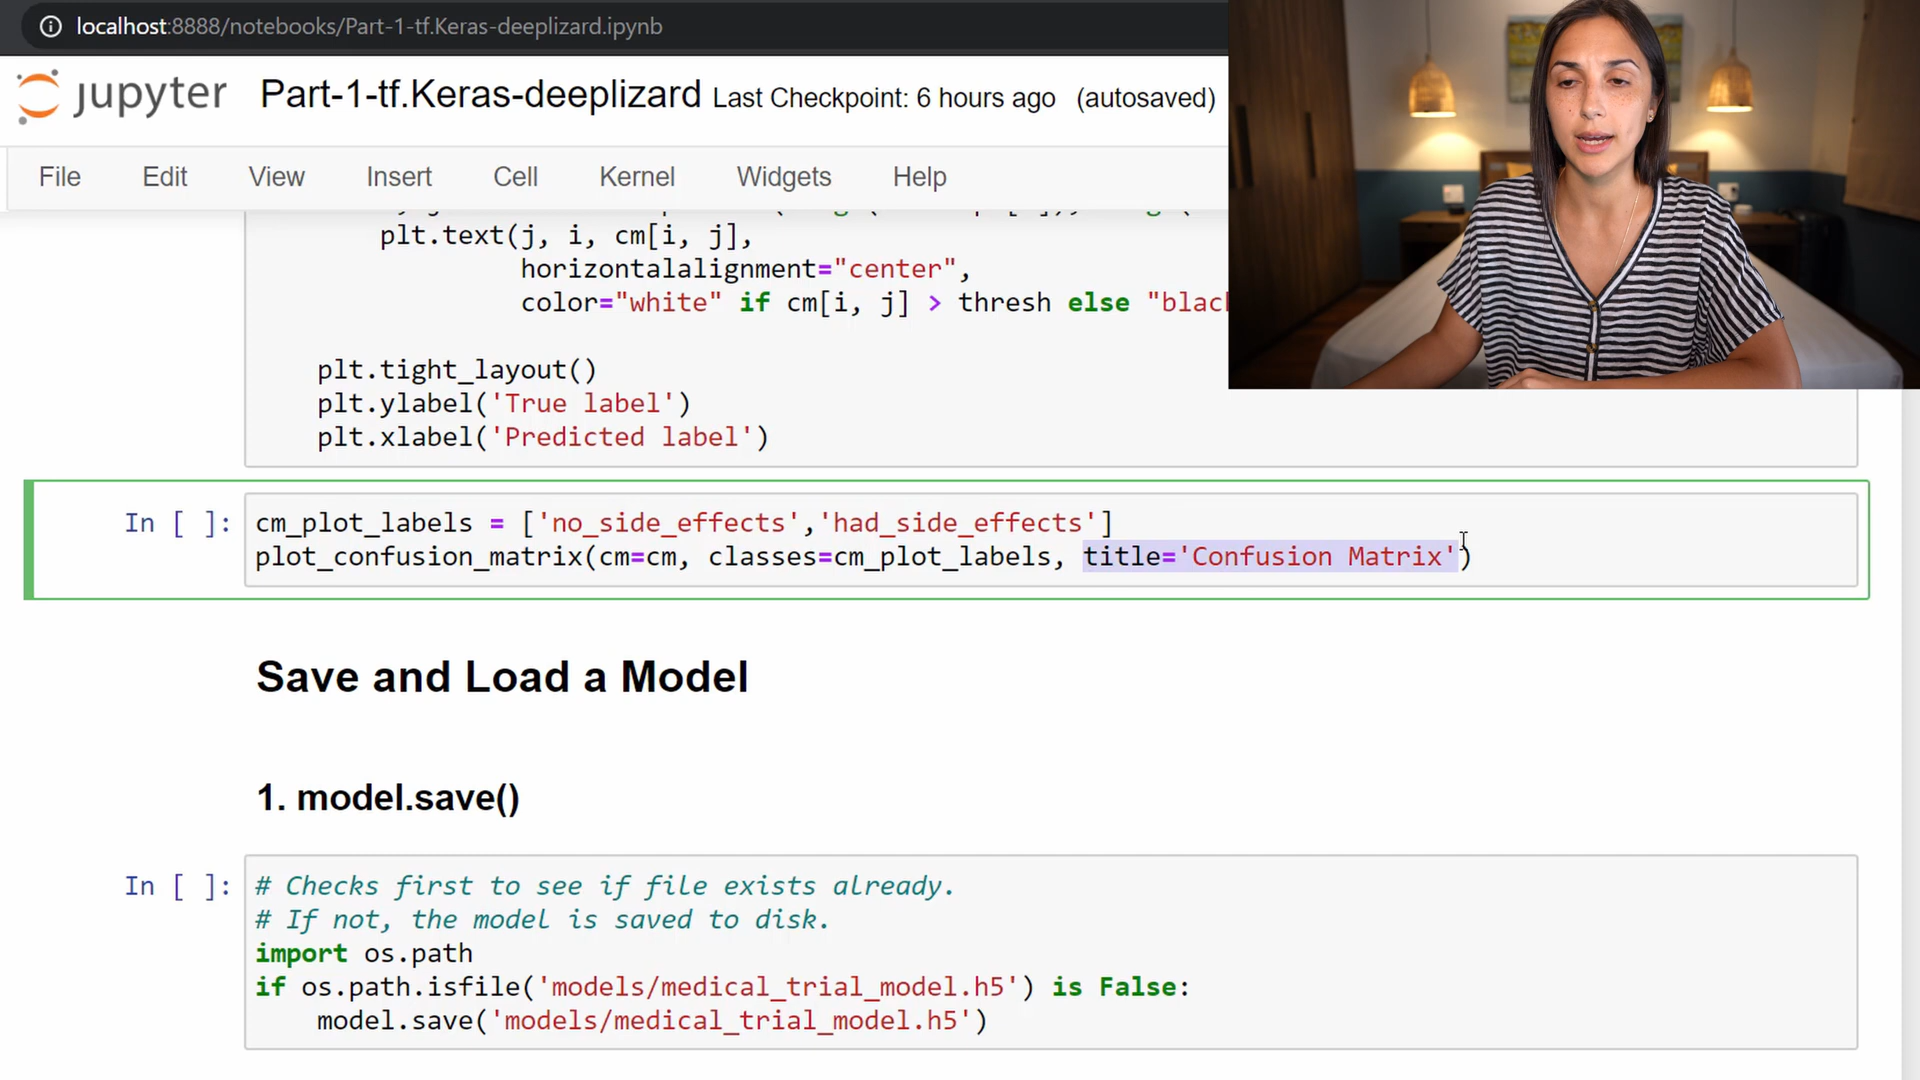 localhost:8888/notebooks/Part-1-tf.Keras-deeplizard.ipynb
jupyter Part-1-tf.Keras-deeplizard Last Checkpoint: 6 hours ago (autosaved)
File Edit View Insert Cell Kernel Widgets Help
plt.text(j, i, cm[i, j],
horizontalalignment="center",
color="white" if cm[i, j] > thresh else
plt.tight_layout()
plt.ylabel('True label')
plt.xlabel('Predicted label')
In [ ]: cm_plot_labels = ['no_side_effects','had_side_effects']
plot_confusion_matrix(cm=cm, classes=cm_plot_labels, title='Confusion Matrix')
Save and Load a Model
1. model.save()
In [ ]: # Checks first to see if file exists already.
# If not, the model is saved to disk.
import os.path
if os.path.isfile('models/medical_trial_model.h5') is False:
model.save('models/medical_trial_model.h5')